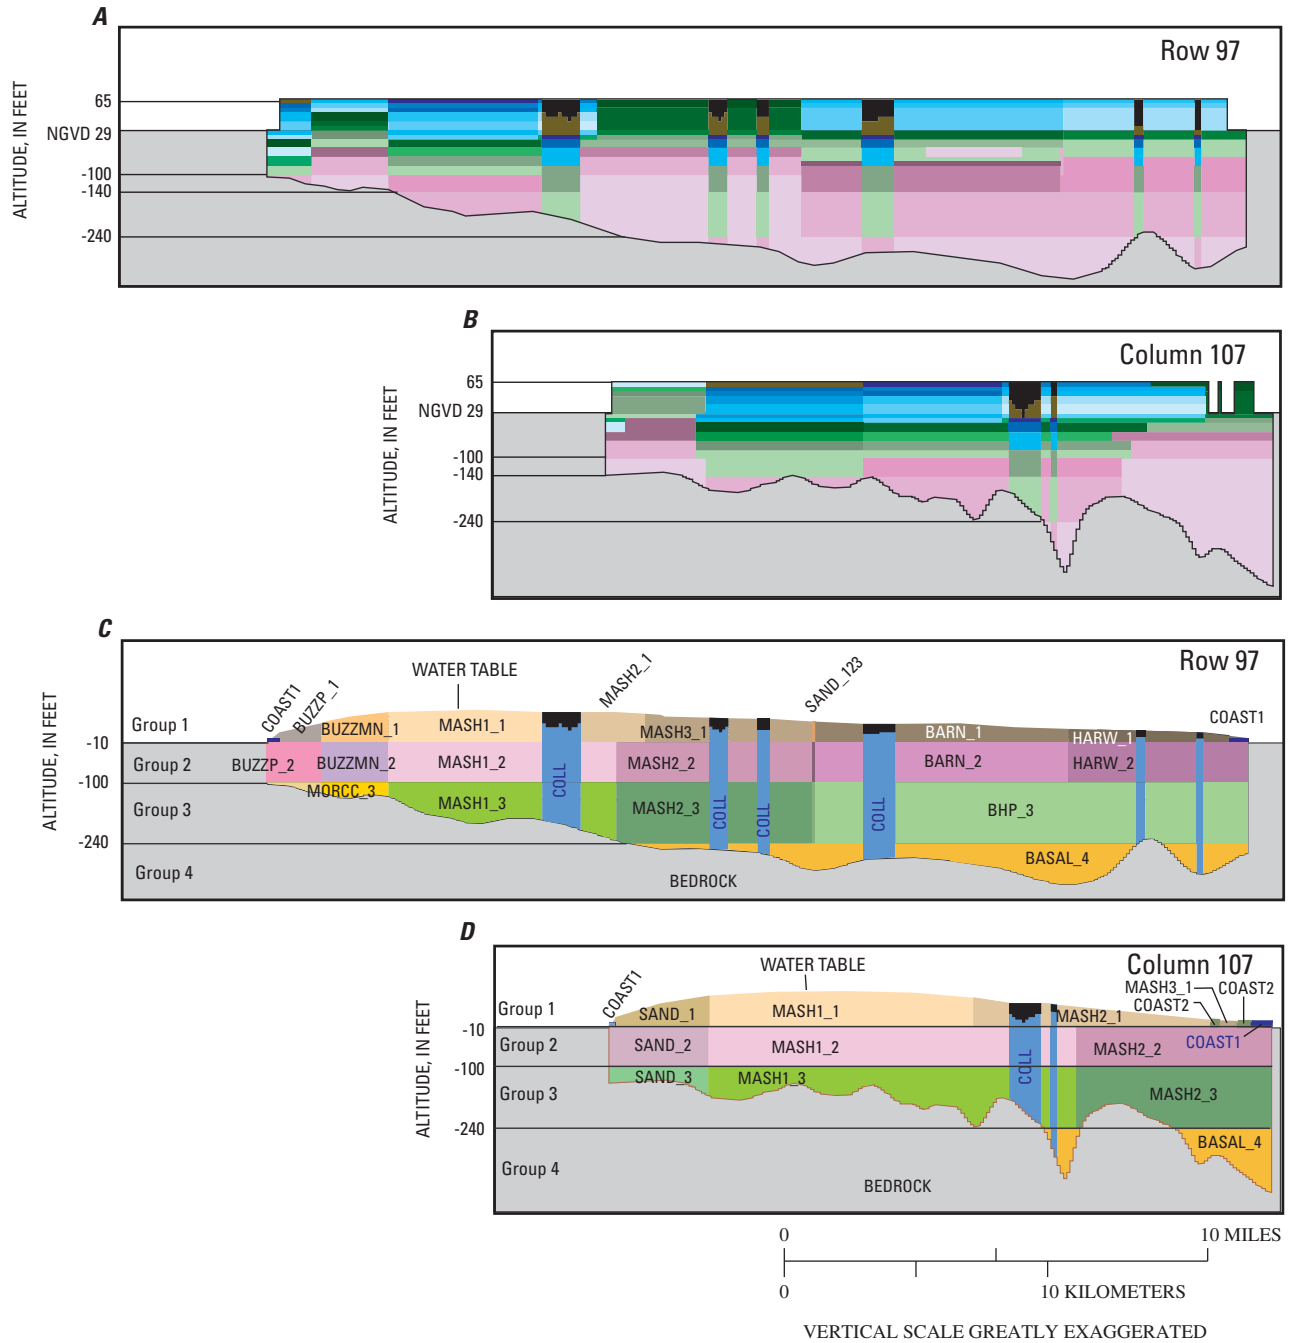 A
Row 97
ALTITUDE, IN FEET
65
NGVD 29
-100
-140
-240
B
Column 107
ALTITUDE, IN FEET
65
NGVD 29
-100
-140
-240
C
Row 97
WATER TABLE
MASH2_1
SAND_123
COAST1
BUZZP_1
COAST1
ALTITUDE, IN FEET
Group 1
BUZZMN_1
MASH1_1
MASH3_1
BARN_1
HARW_1
-10
Group 2
BUZZP_2
BUZZMN_2
MASH1_2
COLL
MASH2_2
BARN_2
HARW_2
-100
MORCC_3
Group 3
MASH1_3
MASH2_3
COLL
COLL
COLL
BHP_3
-240
BASAL_4
Group 4
BEDROCK
D
Column 107
WATER TABLE
COAST1
MASH3_1
COAST2
COAST2
ALTITUDE, IN FEET
Group 1
SAND_1
MASH1_1
MASH2_1
-10
COAST1
Group 2
SAND_2
MASH1_2
MASH2_2
-100
SAND_3
MASH1_3
COLL
Group 3
MASH2_3
-240
BASAL_4
Group 4
BEDROCK
0
10 MILES
0
10 KILOMETERS
VERTICAL SCALE GREATLY EXAGGERATED